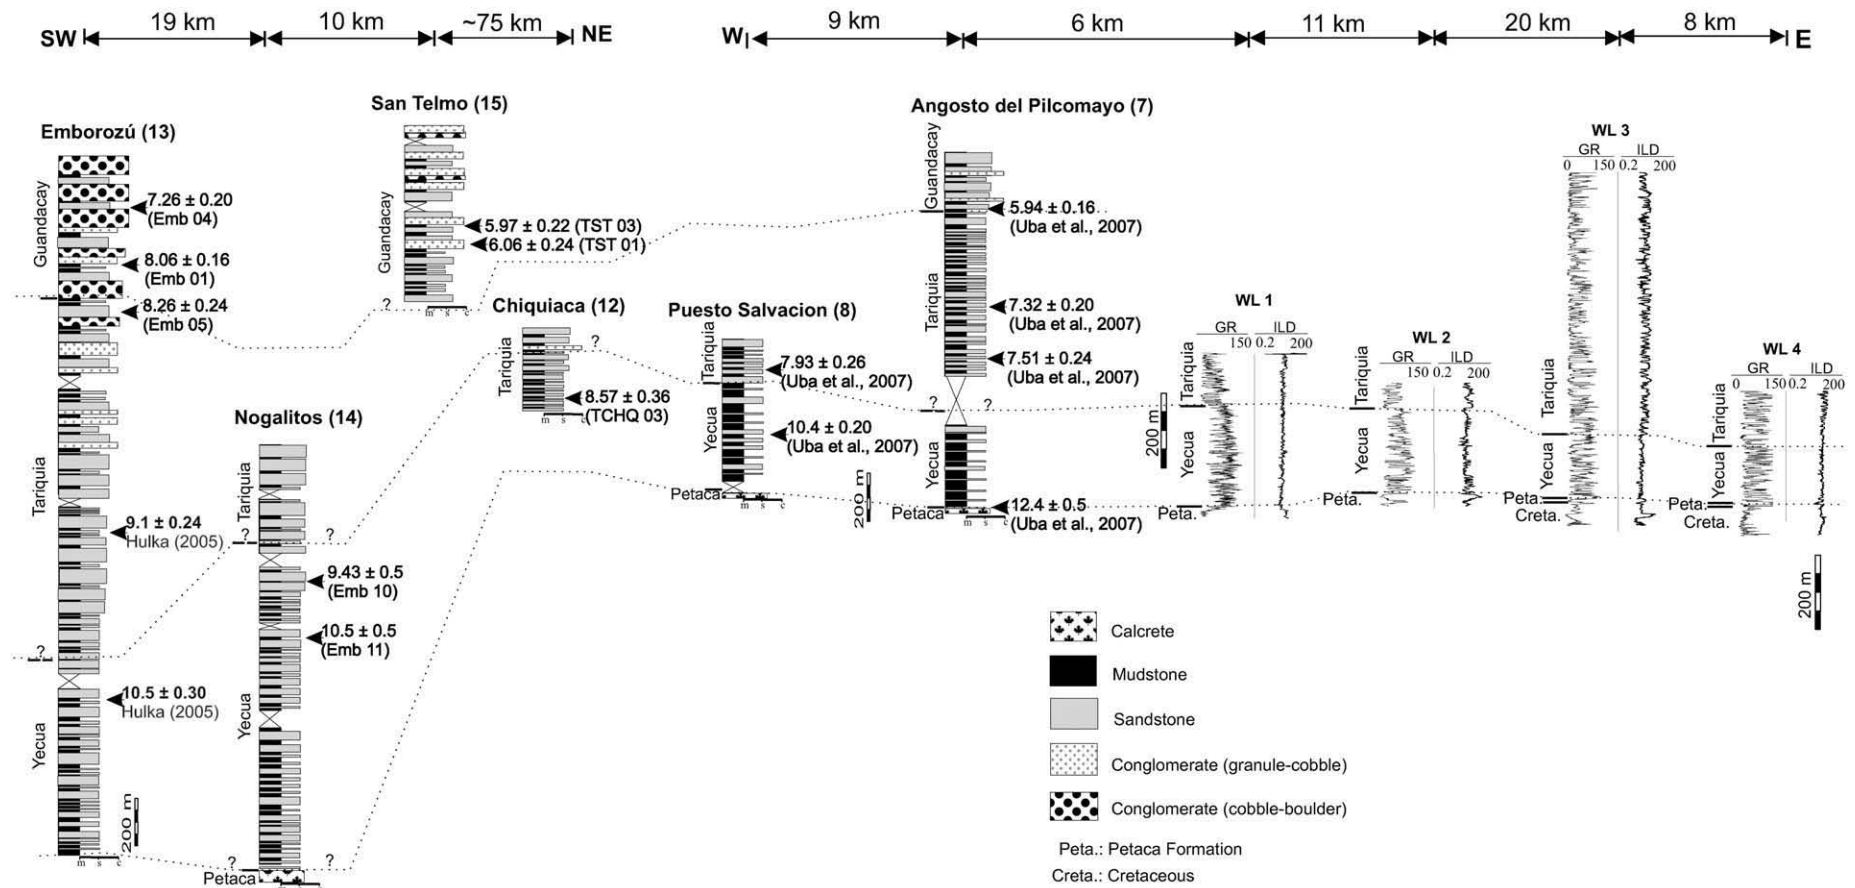 SW 19 km 10 km ~75 km NE
W 9 km 6 km 11 km 20 km 8 km E
Emborozú (13)
Guandacay
Tariquia
Yecua
7.26 ± 0.20
(Emb 04)
8.06 ± 0.16
(Emb 01)
8.26 ± 0.24
(Emb 05)
9.1 ± 0.24
Hulka (2005)
?
10.5 ± 0.30
Hulka (2005)
200 m
m s c
Nogalitos (14)
Tariquia
? ?
9.43 ± 0.5
(Emb 10)
10.5 ± 0.5
(Emb 11)
Yecua
? ?
Petaca
San Telmo (15)
Guandacay
5.97 ± 0.22 (TST 03)
6.06 ± 0.24 (TST 01)
?
m s c
Chiquiaca (12)
?
Tariquia
8.57 ± 0.36
(TCHQ 03)
m s c
Puesto Salvacion (8)
Tariquia
7.93 ± 0.26
(Uba et al., 2007)
Yecua
10.4 ± 0.20
(Uba et al., 2007)
Petaca
m s c
200 m
Angosto del Pilcomayo (7)
Guandacay
5.94 ± 0.16
(Uba et al., 2007)
Tariquia
7.32 ± 0.20
(Uba et al., 2007)
7.51 ± 0.24
(Uba et al., 2007)
? ?
Yecua
Petaca
12.4 ± 0.5
(Uba et al., 2007)
m s c
WL 1
GR ILD
150 0.2 200
Tariquia
Yecua
Peta.
200 m
WL 2
GR ILD
150 0.2 200
Tariquia
Yecua
Peta.
WL 3
GR ILD
0 150 0.2 200
Tariquia
Yecua
Peta.
Creta.
WL 4
GR ILD
0 150 0.2 200
Tariquia
Yecua
Peta.
Creta.
200 m
Calcrete
Mudstone
Sandstone
Conglomerate (granule-cobble)
Conglomerate (cobble-boulder)
Peta.: Petaca Formation
Creta.: Cretaceous